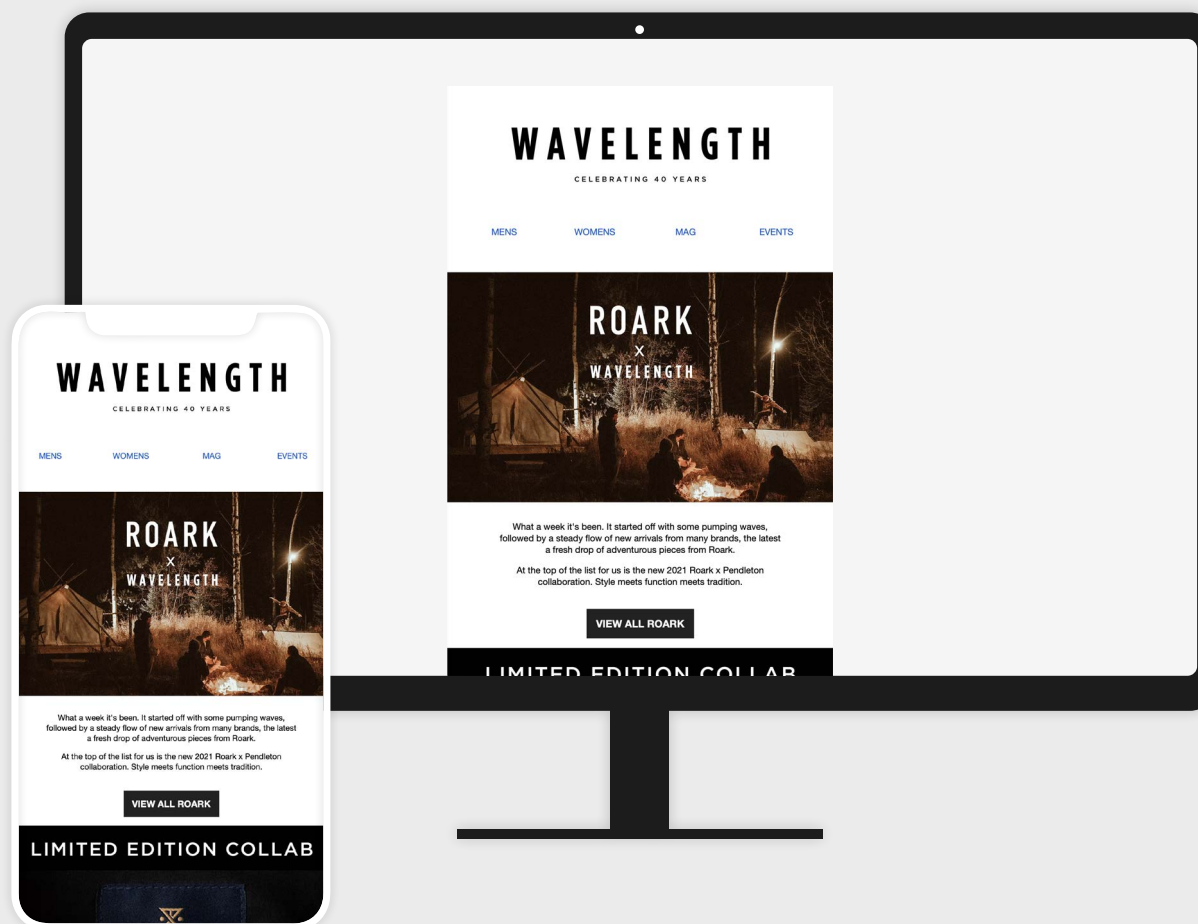 WAVELENGTH
CELEBRATING 40 YEARS
MENS WOMENS MAG EVENTS
ROARK
X
WAVELENGTH
What a week it's been. It started off with some pumping waves,
followed by a steady flow of new arrivals from many brands, the latest
a fresh drop of adventurous pieces from Roark.
At the top of the list for us is the new 2021 Roark x Pendleton
collaboration. Style meets function meets tradition.
VIEW ALL ROARK
LIMITED EDITION COLLAB
WAVELENGTH
CELEBRATING 40 YEARS
MENS WOMENS MAG EVENTS
ROARK
X
WAVELENGTH
What a week it's been. It started off with some pumping waves,
followed by a steady flow of new arrivals from many brands, the latest
a fresh drop of adventurous pieces from Roark.
At the top of the list for us is the new 2021 Roark x Pendleton
collaboration. Style meets function meets tradition.
VIEW ALL ROARK
LIMITED EDITION COLLAB